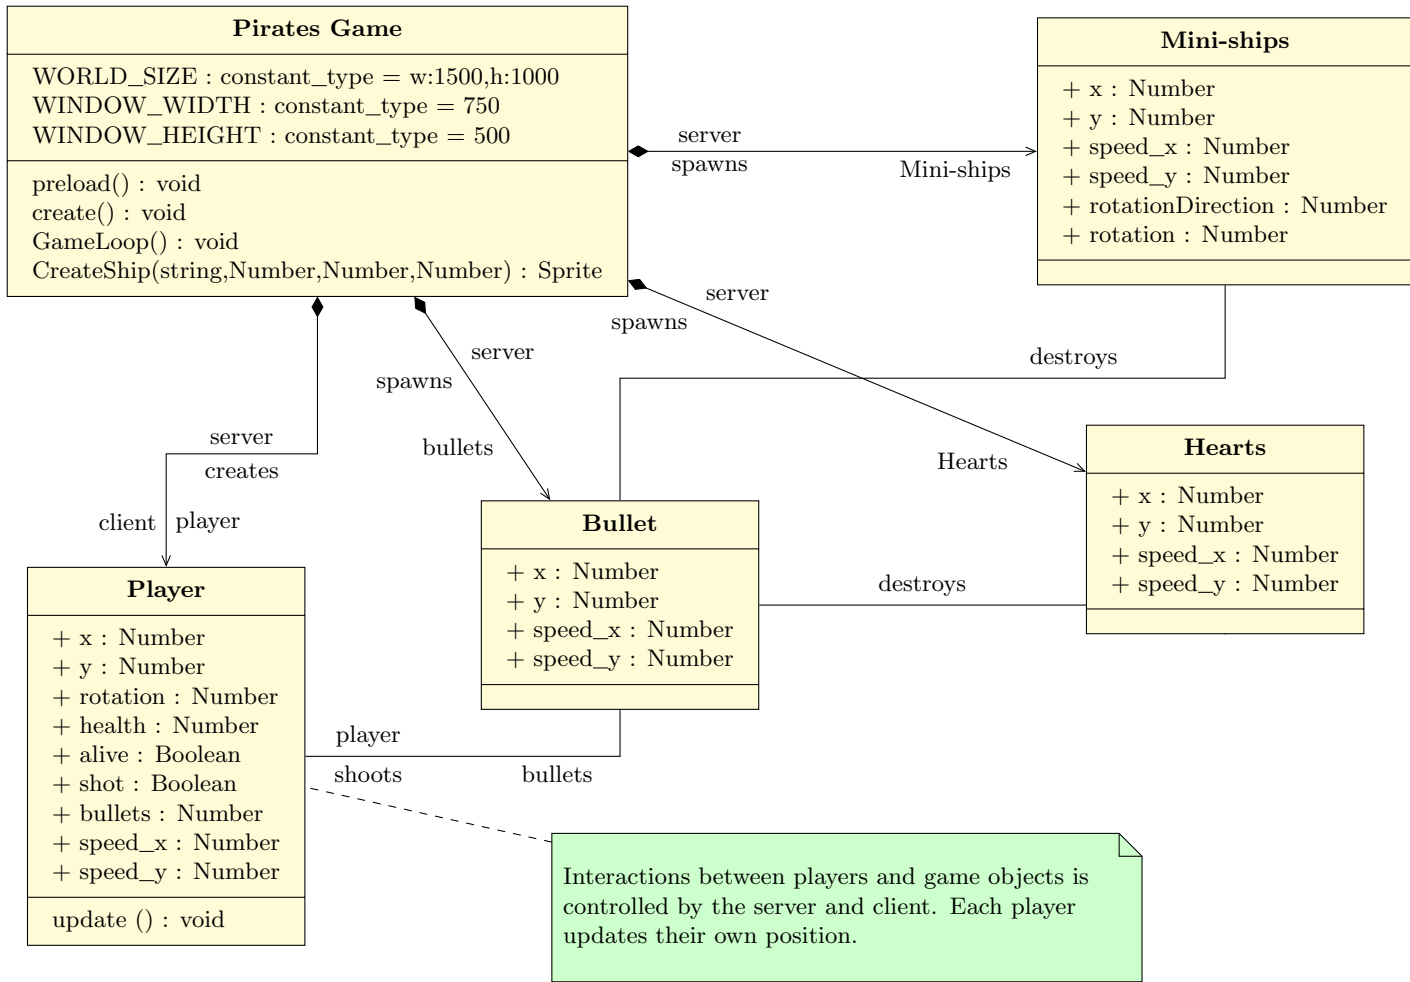 Pirates Game
WORLD_SIZE : constant_type = w:1500,h:1000
WINDOW_WIDTH : constant_type = 750
WINDOW_HEIGHT : constant_type = 500
preload() : void
create() : void
GameLoop() : void
CreateShip(string,Number,Number,Number) : Sprite
server
spawns
Mini-ships
Mini-ships
+ x : Number
+ y : Number
+ speed_x : Number
+ speed_y : Number
+ rotationDirection : Number
+ rotation : Number
server
spawns
Hearts
server
spawns
bullets
destroys
server
creates
client
player
Hearts
+ x : Number
+ y : Number
+ speed_x : Number
+ speed_y : Number
Bullet
+ x : Number
+ y : Number
+ speed_x : Number
+ speed_y : Number
destroys
Player
+ x : Number
+ y : Number
+ rotation : Number
+ health : Number
+ alive : Boolean
+ shot : Boolean
+ bullets : Number
+ speed_x : Number
+ speed_y : Number
update () : void
player
shoots
bullets
Interactions between players and game objects is
controlled by the server and client. Each player
updates their own position.